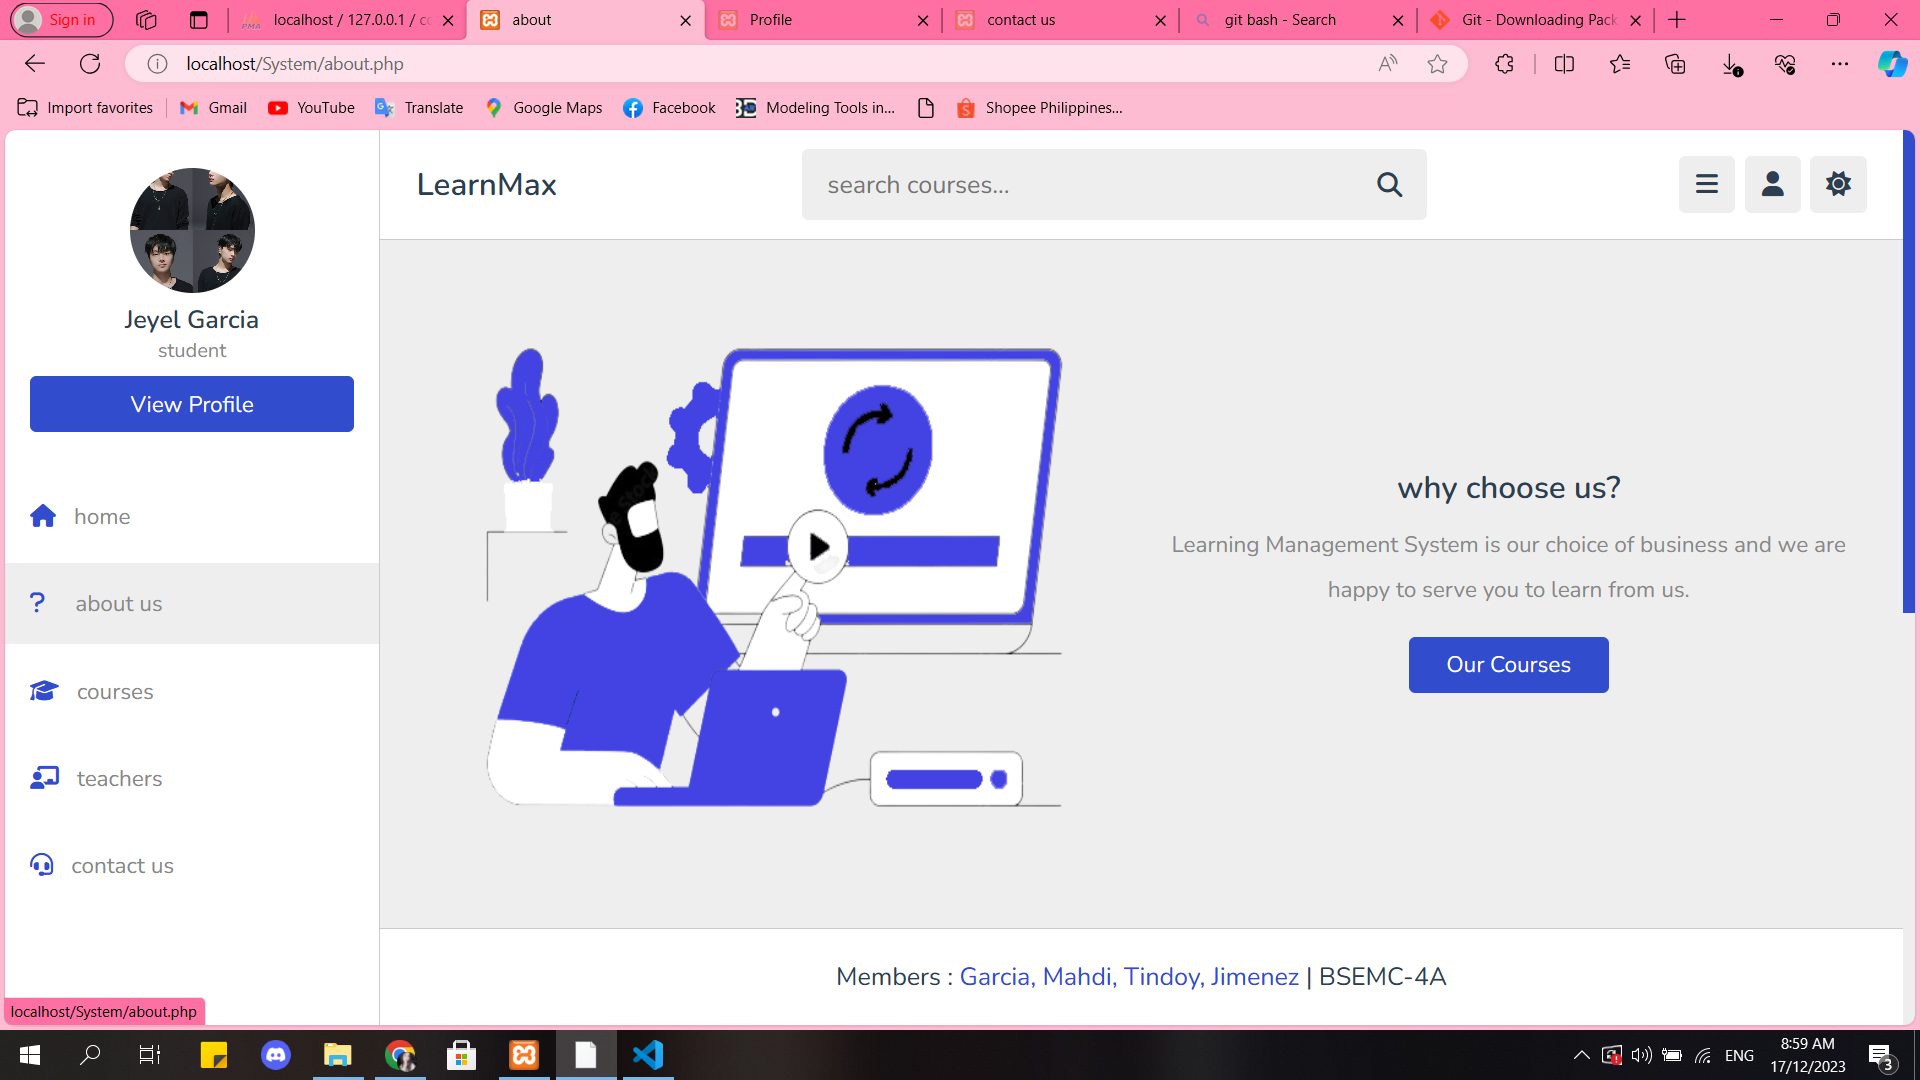 Sign in
localhost / 127.0.0.1 / co
about
Profile
contact us
git bash - Search
Git - Downloading Pack
localhost/System/about.php
Import favorites
Gmail
YouTube
Translate
Google Maps
Facebook
Modeling Tools in...
Shopee Philippines...
LearnMax
search courses...
Jeyel Garcia
student
View Profile
home
about us
courses
teachers
contact us
why choose us?
Learning Management System is our choice of business and we are
happy to serve you to learn from us.
Our Courses
Members : Garcia, Mahdi, Tindoy, Jimenez | BSEMC-4A
localhost/System/about.php
ENG
8:59 AM
17/12/2023
3